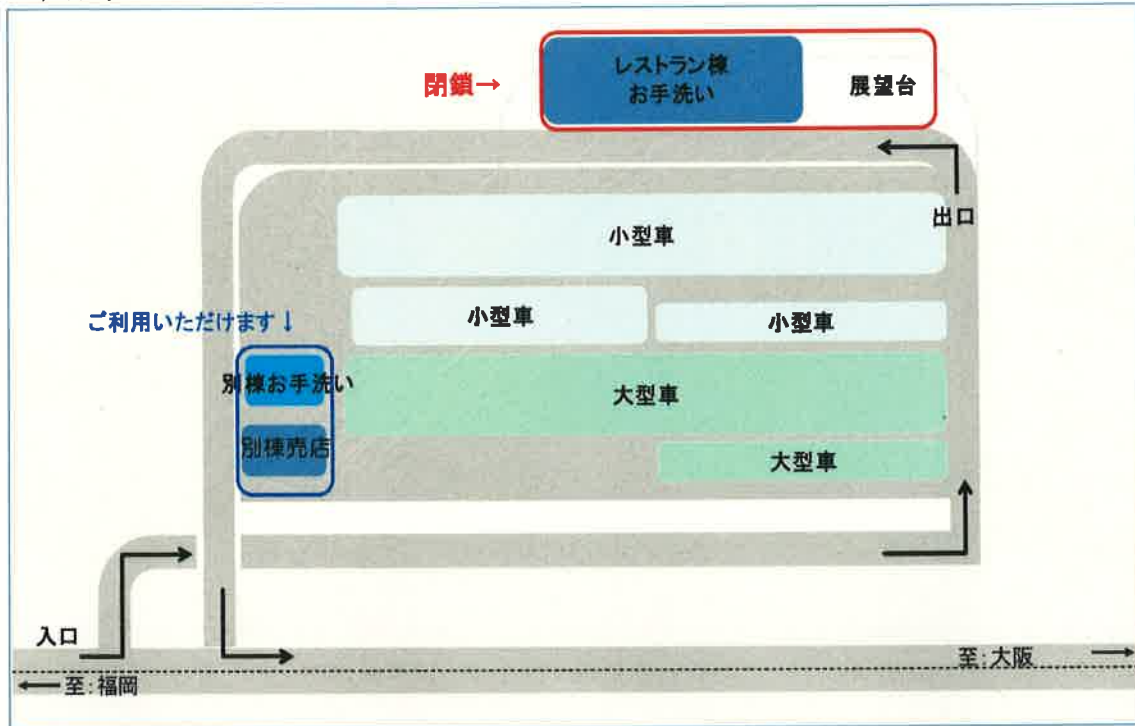 レストラン棟
お手洗い
展望台
閉鎖→
出口
小型車
小型車
小型車
ご利用いただけます↓
別棟お手洗い
大型車
別棟売店
大型車
入口
至:大阪 →
←至:福岡